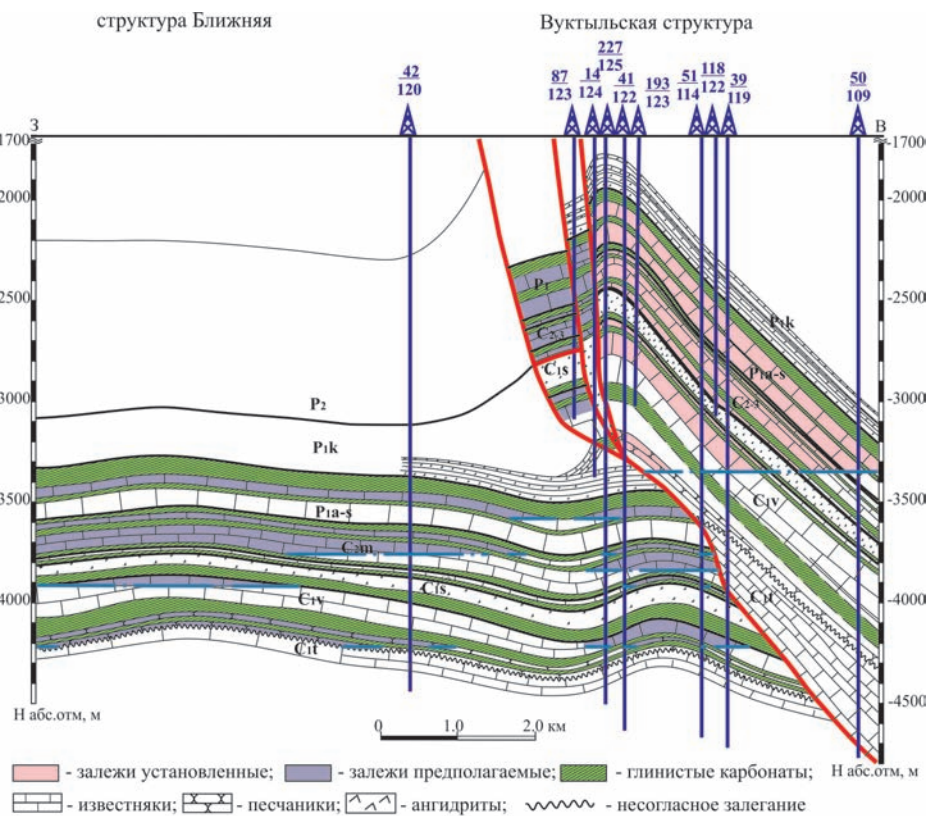 структура Ближняя
Вуктыльская структура
42
120
87
123
14
124
227
125
41
122
193
123
51
114
118
122
39
119
50
109
З
В
-1700
-2000
-2500
-3000
-3500
-4000
-4500
1700
2000
2500
3000
3500
4000
P₁
C₂₋₃
C₁s
P₂
P₁k
P₁a-s
C₂m
C₁s
C₁v
C₁t
P₁k
P₁a-s
C₂₋₃
C₁v
C₁t
Н абс.отм, м
0 1.0 2.0 км
- залежи установленные; - залежи предполагаемые; - глинистые карбонаты; Н абс.отм, м
- известняки; - песчаники; - ангидриты; - несогласное залегание